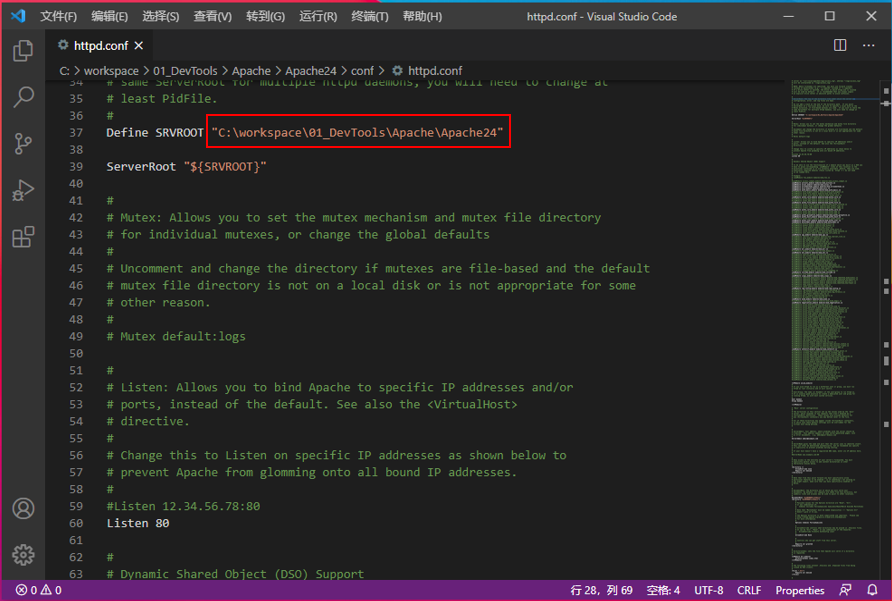 文件(F) 编辑(E) 选择(S) 查看(V) 转到(G) 运行(R) 终端(T) 帮助(H) httpd.conf - Visual Studio Code
httpd.conf
C: > workspace > 01_DevTools > Apache > Apache24 > conf > httpd.conf
34 # same ServerRoot for multiple httpd daemons, you will need to change at
35 # least PidFile.
36 #
37 Define SRVROOT "C:\workspace\01_DevTools\Apache\Apache24"
38
39 ServerRoot "${SRVROOT}"
40
41 #
42 # Mutex: Allows you to set the mutex mechanism and mutex file directory
43 # for individual mutexes, or change the global defaults
44 #
45 # Uncomment and change the directory if mutexes are file-based and the default
46 # mutex file directory is not on a local disk or is not appropriate for some
47 # other reason.
48 #
49 # Mutex default:logs
50
51 #
52 # Listen: Allows you to bind Apache to specific IP addresses and/or
53 # ports, instead of the default. See also the <VirtualHost>
54 # directive.
55 #
56 # Change this to Listen on specific IP addresses as shown below to
57 # prevent Apache from glomming onto all bound IP addresses.
58 #
59 #Listen 12.34.56.78:80
60 Listen 80
61
62 #
63 # Dynamic Shared Object (DSO) Support
0 0 行 28，列 69 空格: 4 UTF-8 CRLF Properties